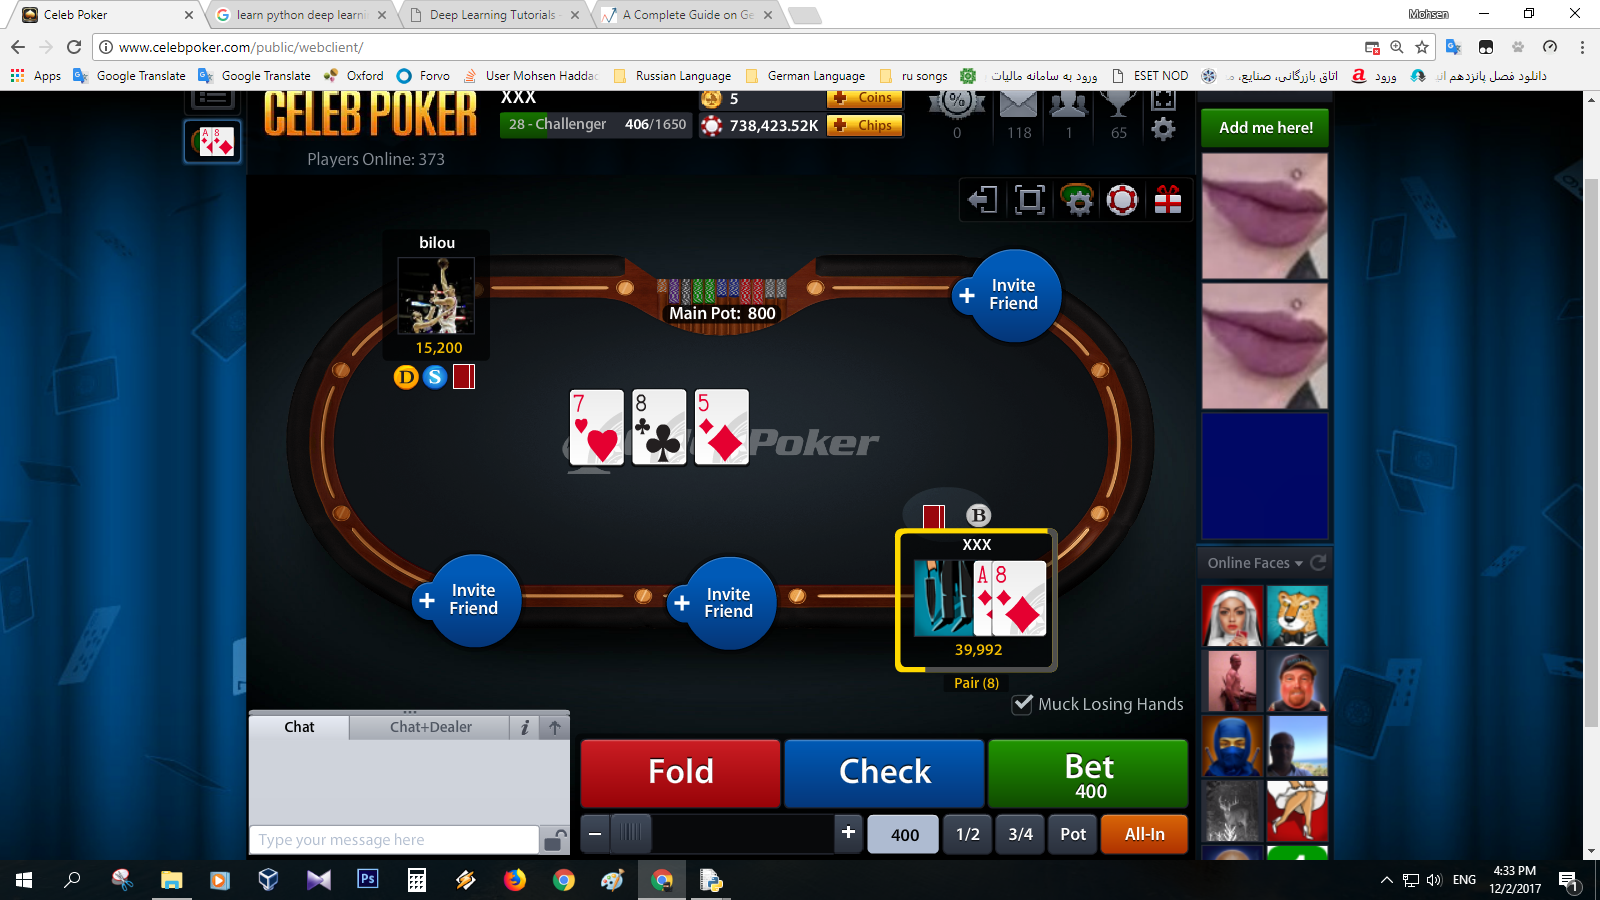 Celeb Poker
learn python deep learni
Deep Learning Tutorials
A Complete Guide on Ge
Mohsen
www.celebpoker.com/public/webclient/
Apps
Google Translate
Google Translate
Oxford
Forvo
User Mohsen Haddad
Russian Language
German Language
ru songs
ورود به سامانه مالیات
ESET NOD
اتاق بازرگانی، صنایع، م
ورود
دانلود فصل پانزدهم ان
A 8
CELEB POKER
XXX
28 - Challenger 406/1650
5
Coins
738,423.52K
Chips
%
0
118
1
65
Players Online: 373
Add me here!
bilou
15,200
D S
Main Pot: 800
+ Invite
Friend
7 8 5
Poker
B
XXX
A 8
39,992
Pair (8)
+ Invite
Friend
+ Invite
Friend
Muck Losing Hands
Online Faces
Chat
Chat+Dealer
i
Type your message here
Fold
Check
Bet
400
− + 400 1/2 3/4 Pot All-In
Ps
ENG
4:33 PM
12/2/2017
1